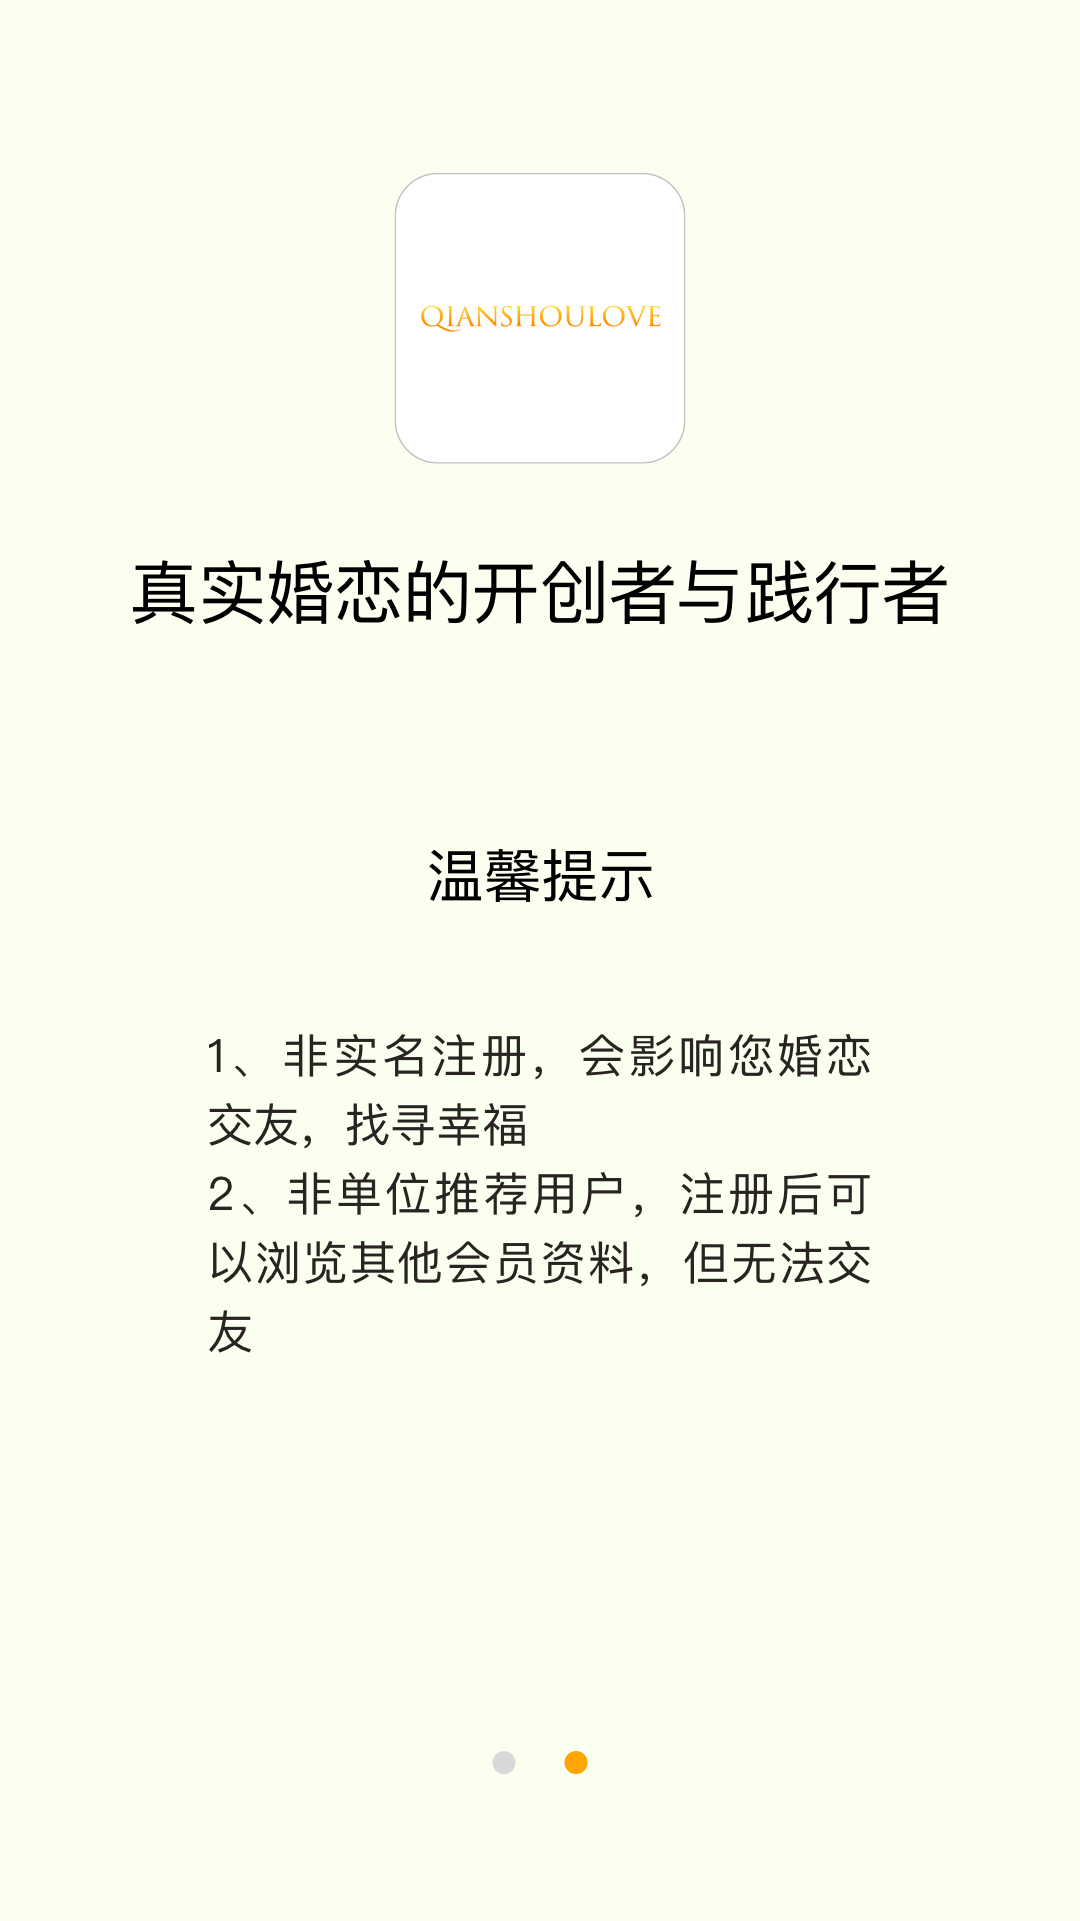 QIANSHOULOVE
真实婚恋的开创者与践行者
温馨提示
1、非实名注册，会影响您婚恋
交友，找寻幸福
2、非单位推荐用户，注册后可
以浏览其他会员资料，但无法交
友